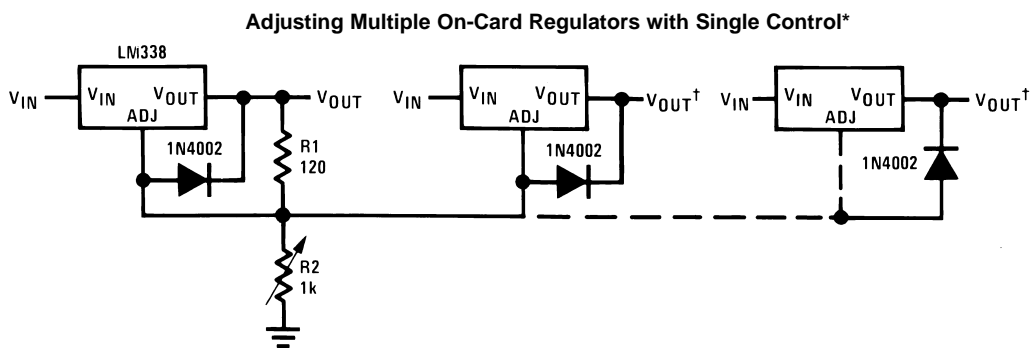 Adjusting Multiple On-Card Regulators with Single Control*
LM338
VIN
VIN
VOUT
ADJ
VOUT
1N4002
R1
120
R2
1k
VIN
VIN
VOUT
ADJ
VOUT†
1N4002
VIN
VIN
VOUT
ADJ
VOUT†
1N4002